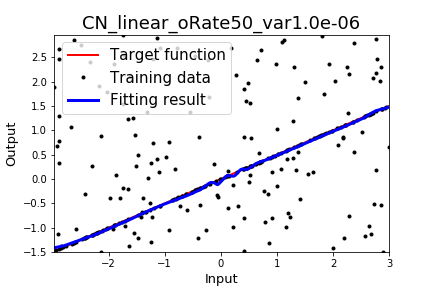 CN_linear_oRate50_var1.0e-06
Target function
Training data
Fitting result
2.5
2.0
1.5
1.0
0.5
0.0
−0.5
−1.0
−1.5
−2
−1
0
1
2
3
Output
Input